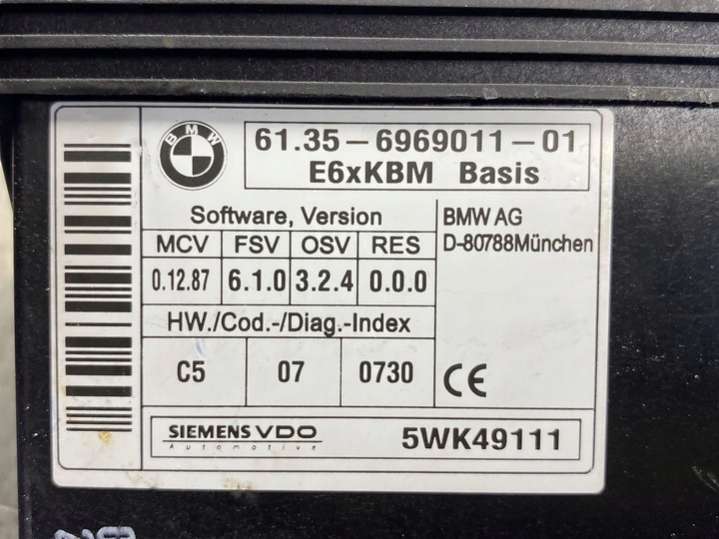 BMW
61.35-6969011-01
E6xKBM Basis
Software, Version
MCV FSV OSV RES
0.12.87 6.1.0 3.2.4 0.0.0
HW./Cod.-/Diag.-Index
C5 07 0730
BMW AG
D-80788München
CE
SIEMENS VDO
Automotive
5WK49111